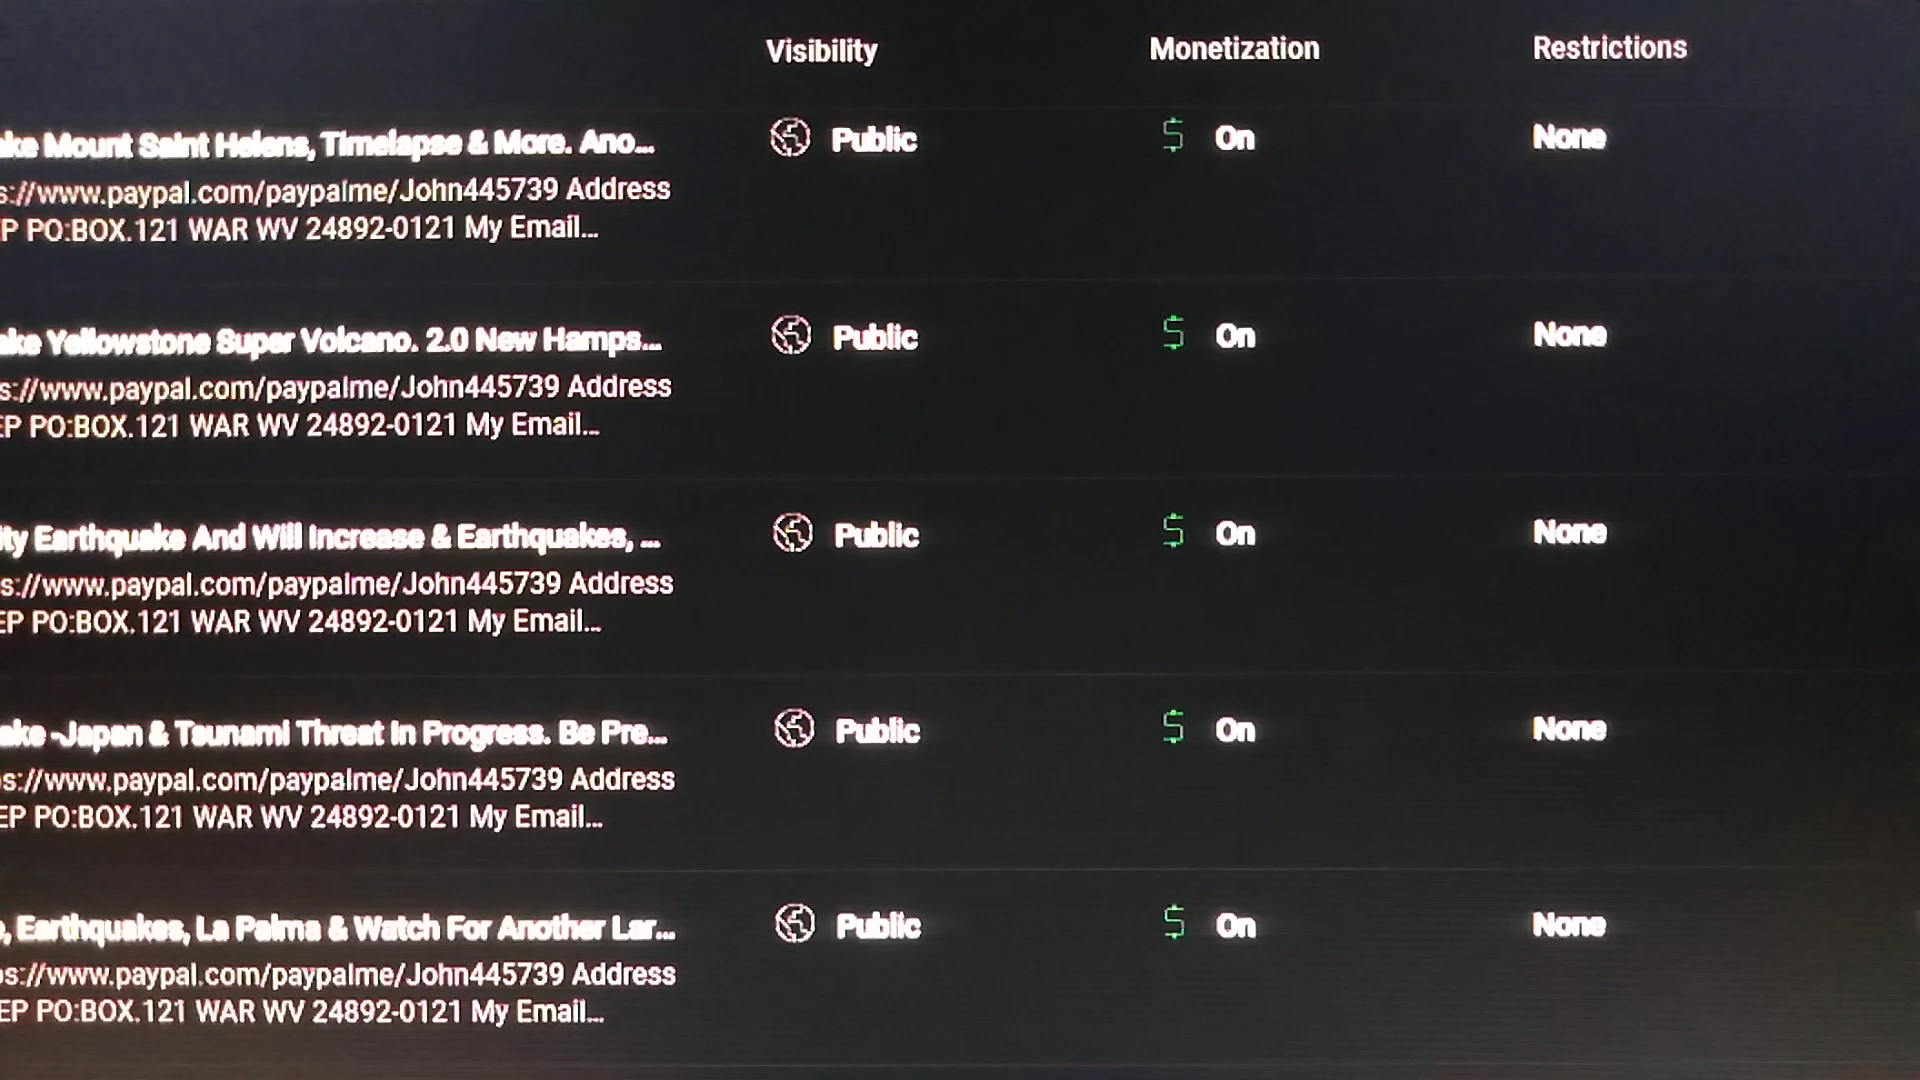 Visibility Monetization Restrictions
ake Mount Saint Helens, Timelapse & More. Ano... Public $ On None
s://www.paypal.com/paypalme/John445739 Address
EP PO:BOX.121 WAR WV 24892-0121 My Email...
ake Yellowstone Super Volcano. 2.0 New Hamps... Public $ On None
s://www.paypal.com/paypalme/John445739 Address
EP PO:BOX.121 WAR WV 24892-0121 My Email...
ity Earthquake And Will Increase & Earthquakes, ... Public $ On None
s://www.paypal.com/paypalme/John445739 Address
EP PO:BOX.121 WAR WV 24892-0121 My Email...
ake -Japan & Tsunami Threat In Progress. Be Pre... Public $ On None
s://www.paypal.com/paypalme/John445739 Address
EP PO:BOX.121 WAR WV 24892-0121 My Email...
, Earthquakes, La Palma & Watch For Another Lar... Public $ On None
os://www.paypal.com/paypalme/John445739 Address
EP PO:BOX.121 WAR WV 24892-0121 My Email...